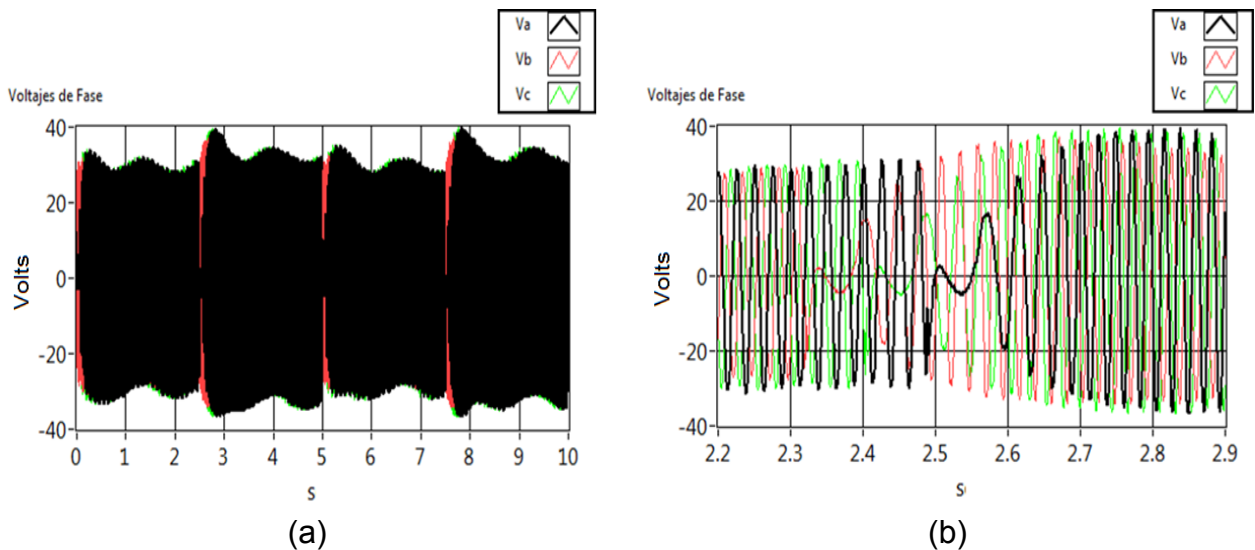 Va
Vb
Vc
Voltajes de Fase
40
20
0
-20
-40
Volts
0 1 2 3 4 5 6 7 8 9 10
s
(a)
Va
Vb
Vc
Voltajes de Fase
40
20
0
-20
-40
Volts
2.2 2.3 2.4 2.5 2.6 2.7 2.8 2.9
s
(b)